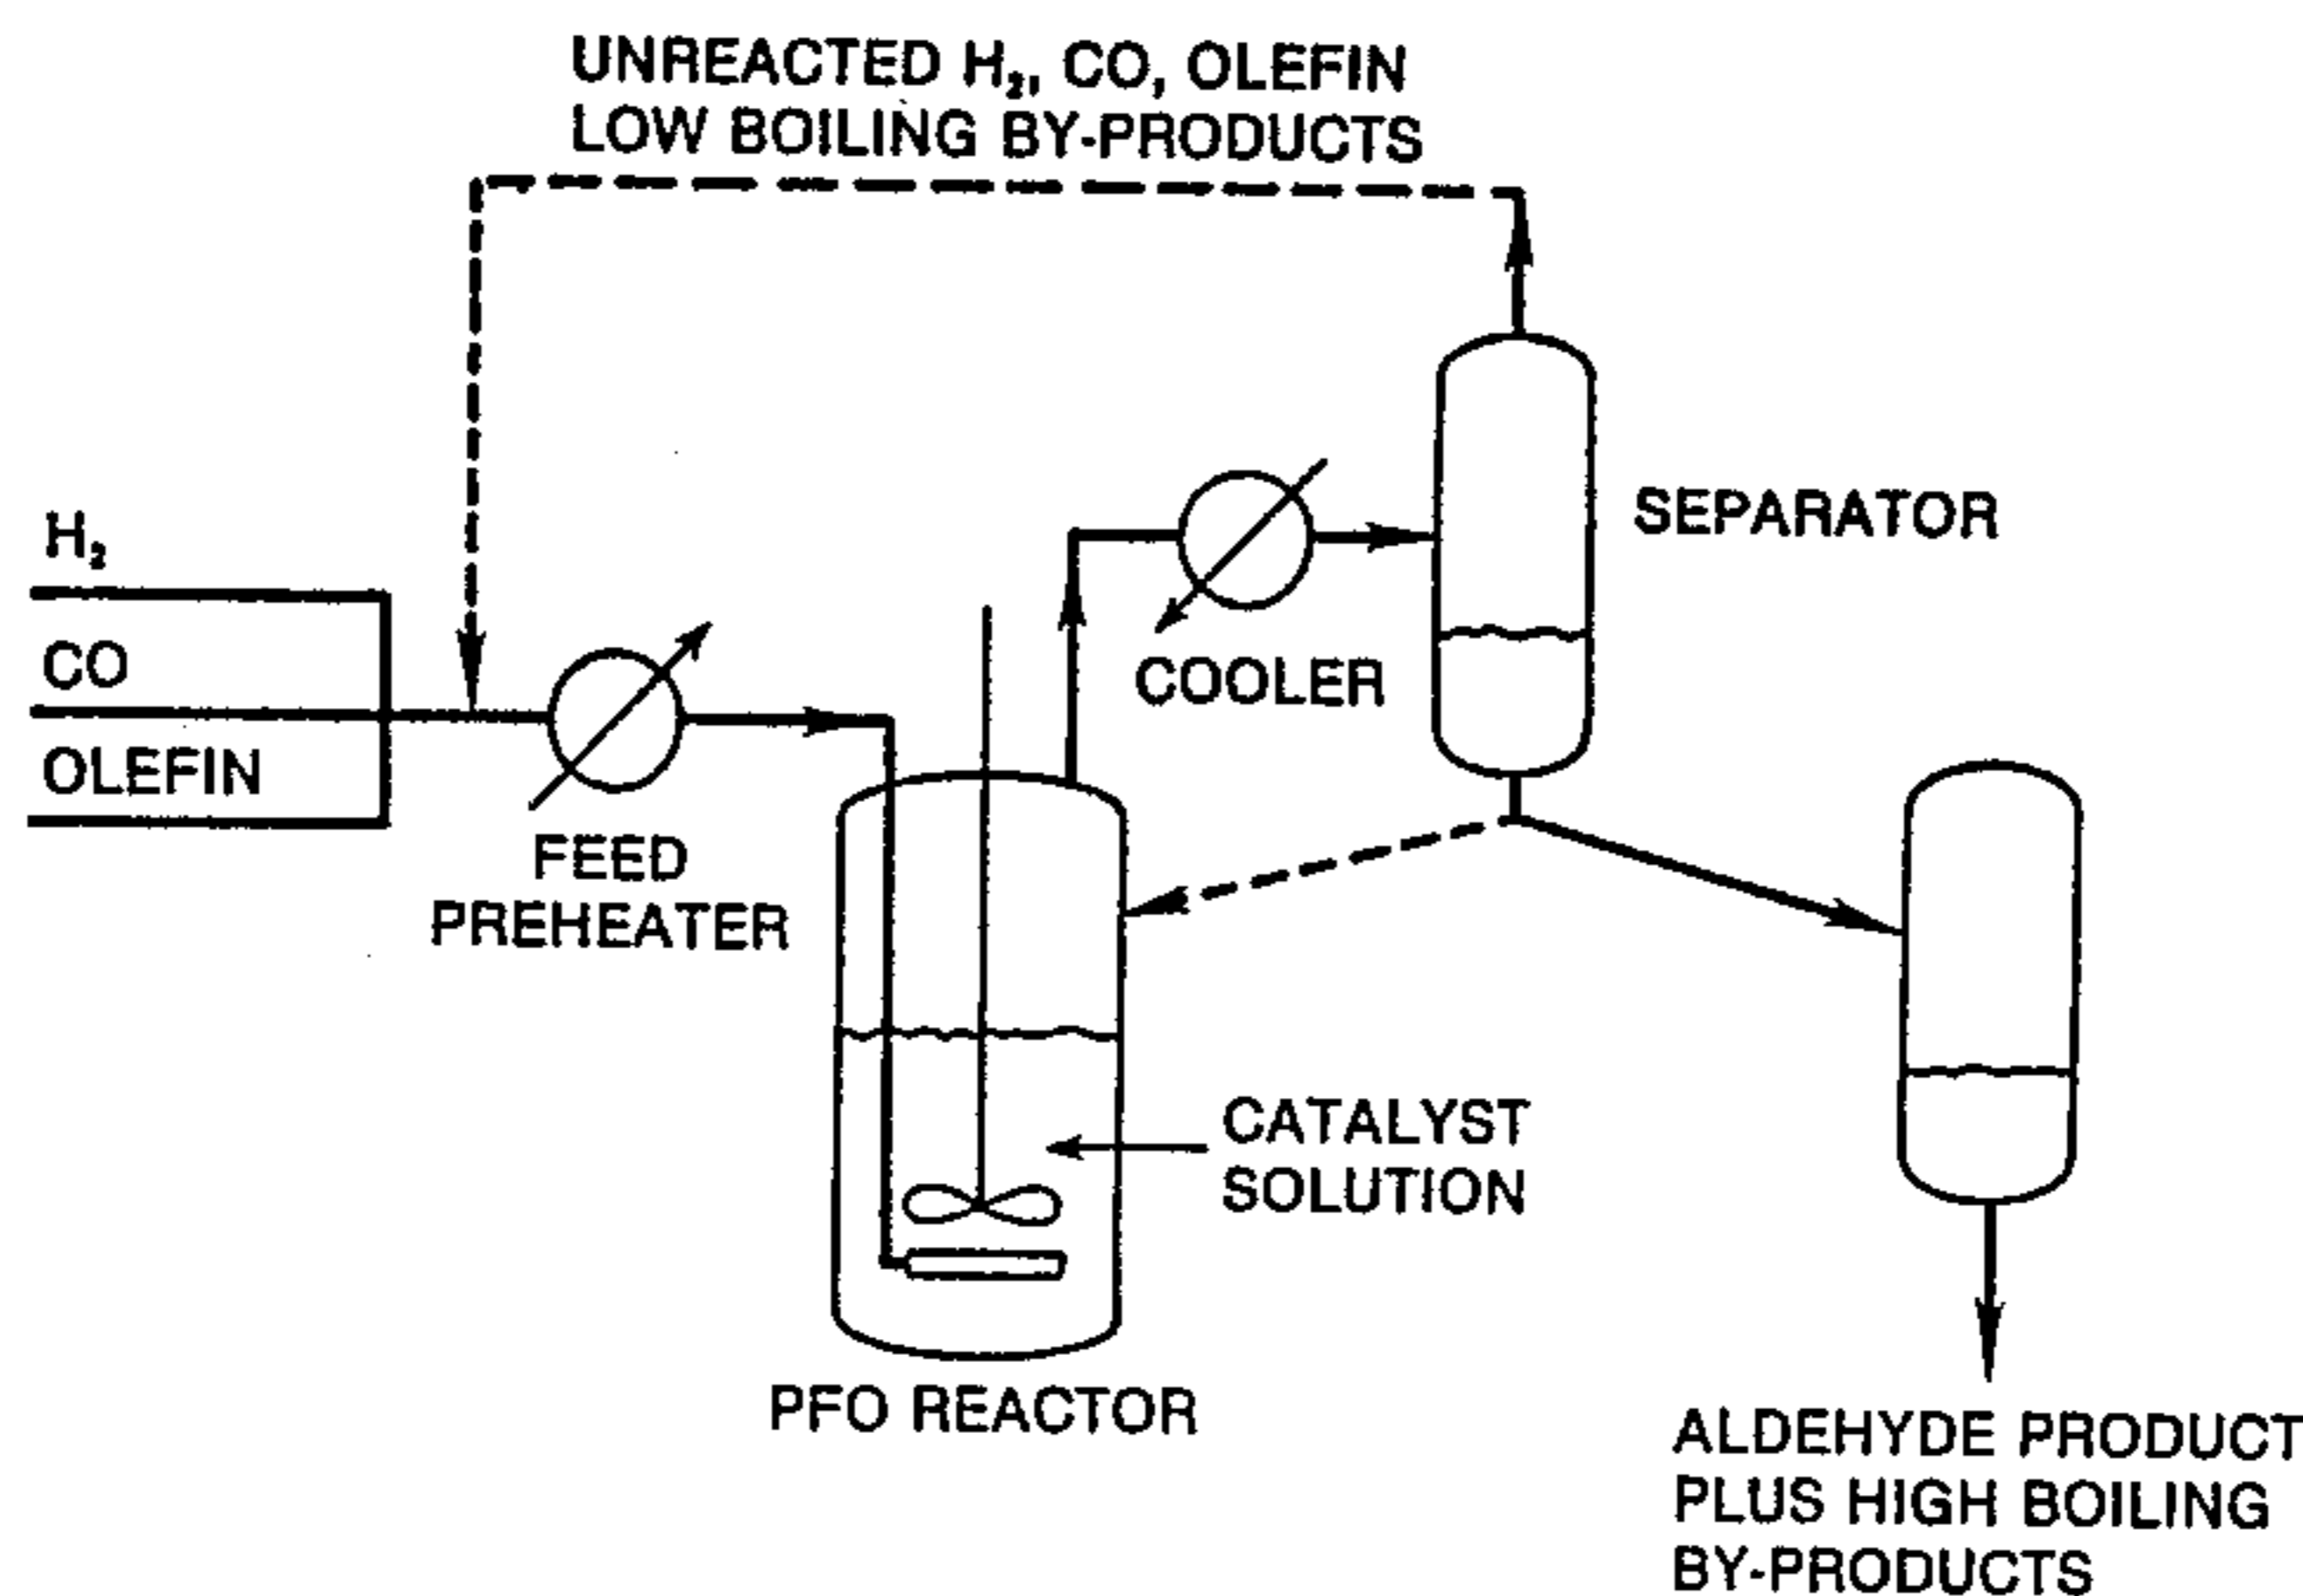 UNREACTED H₂, CO, OLEFIN
LOW BOILING BY-PRODUCTS
H₂
CO
OLEFIN
FEED
PREHEATER
COOLER
SEPARATOR
CATALYST
SOLUTION
PFO REACTOR
ALDEHYDE PRODUCT
PLUS HIGH BOILING
BY-PRODUCTS